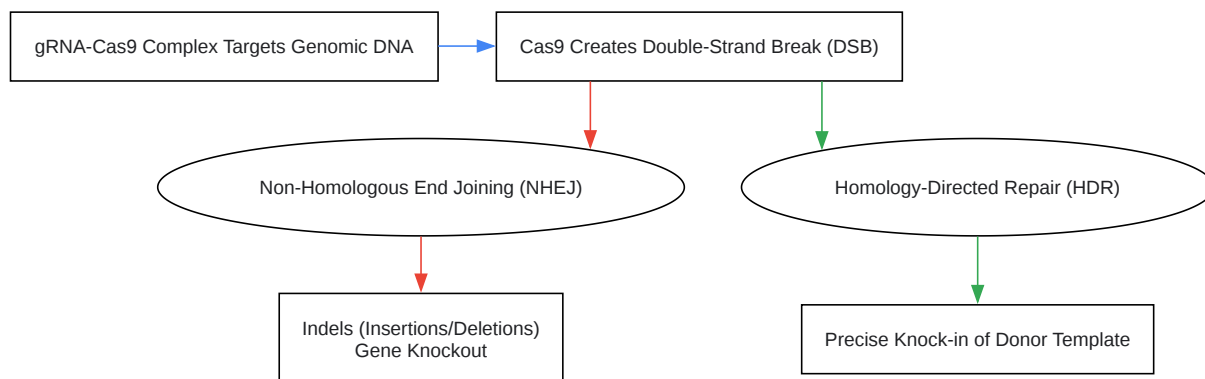 gRNA-Cas9 Complex Targets Genomic DNA
Cas9 Creates Double-Strand Break (DSB)
Non-Homologous End Joining (NHEJ)
Homology-Directed Repair (HDR)
Indels (Insertions/Deletions)
Gene Knockout
Precise Knock-in of Donor Template